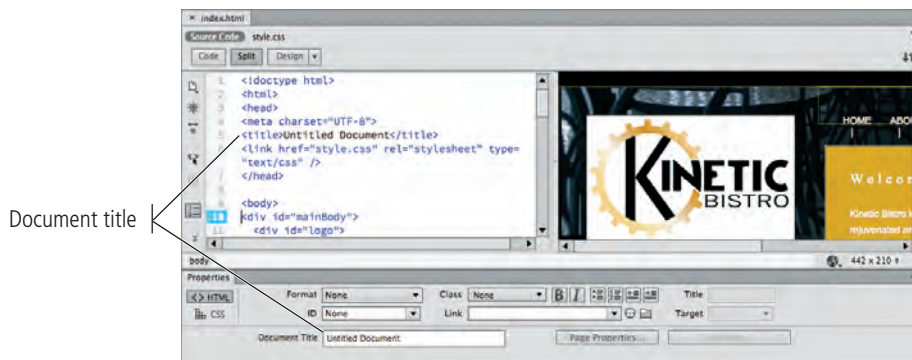 × index.html
Source Code style.css
Code Split Design
1 <!doctype html>
2 <html>
3 <head>
4 <meta charset="UTF-8">
5 <title>Untitled Document</title>
6 <link href="style.css" rel="stylesheet" type=
"text/css" />
7 </head>
8
9 <body>
10 <div id="mainBody">
11 <div id="logo">
HOME ABO
KINETIC
BISTRO
Welcom
Kinetic Bistro
rejuvenated
Document title
body
442 x 210
Properties
<> HTML Format None Class None B I Title
CSS ID None Link Target
Document Title Untitled Document Page Properties...